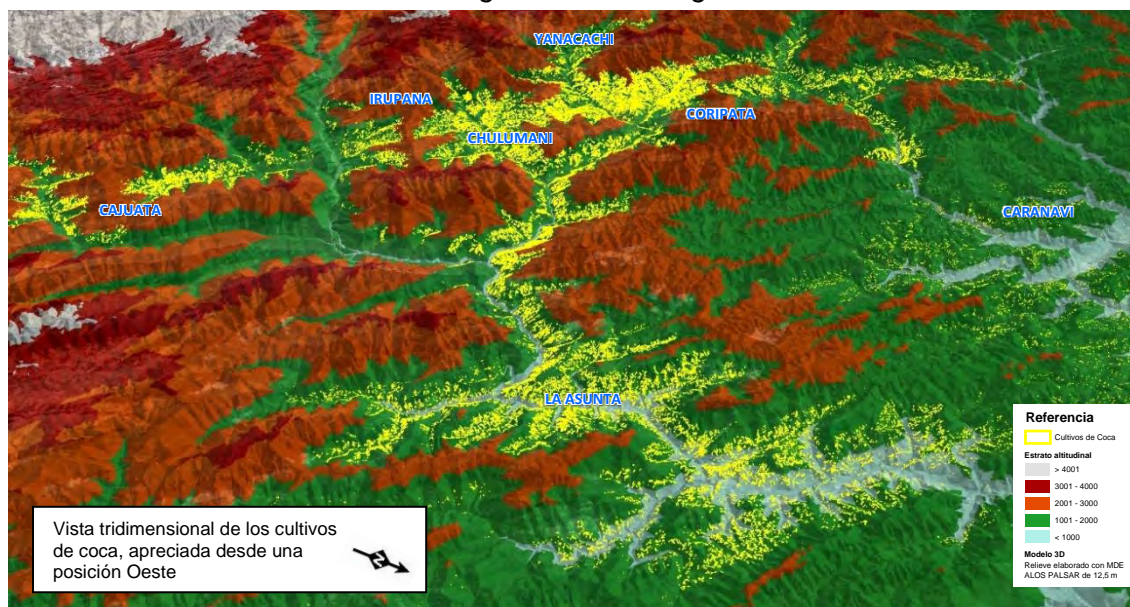 YANACACHI
IRUPANA
CORIPATA
CHULUMANI
CAJUATA
CARANAVI
LA ASUNTA
Referencia
Cultivos de Coca
Estrato altitudinal
> 4001
3001 - 4000
2001 - 3000
1001 - 2000
< 1000
Modelo 3D
Relieve elaborado con MDE
ALOS PALSAR de 12,5 m
Vista tridimensional de los cultivos
de coca, apreciada desde una
posición Oeste
N